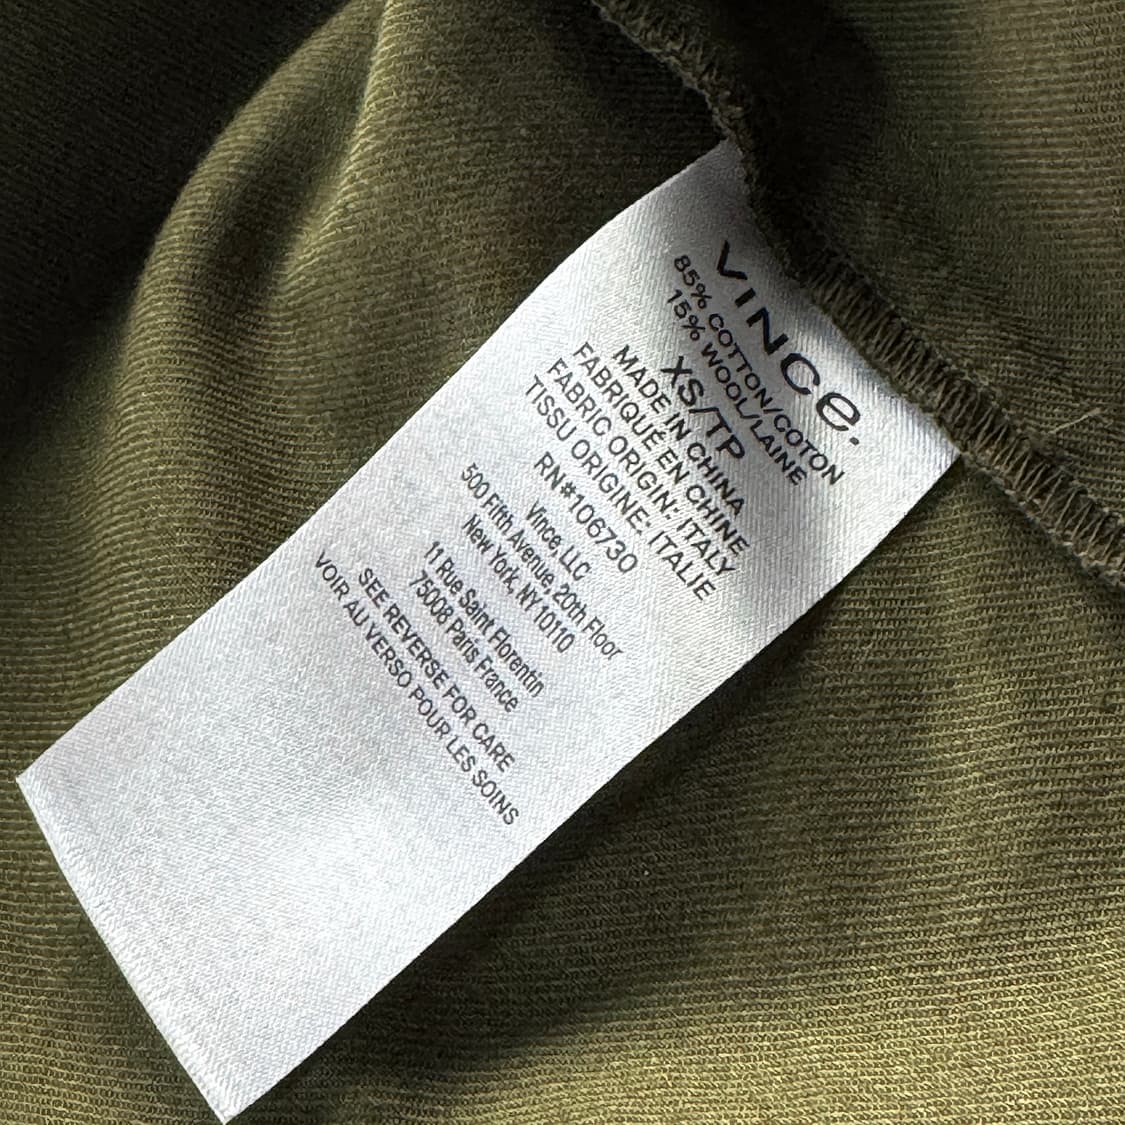 VINCe.
85% COTTON/COTON
15% WOOL/LAINE
XS/TP
MADE IN CHINA
FABRIQUÉ EN CHINE
FABRIC ORIGIN: ITALY
TISSU ORIGINE: ITALIE
RN#106730
Vince, LLC
500 Fifth Avenue, 20th Floor
New York, NY 10110
11 Rue Saint Florentin
75008 Paris France
SEE REVERSE FOR CARE
VOIR AU VERSO POUR LES SOINS